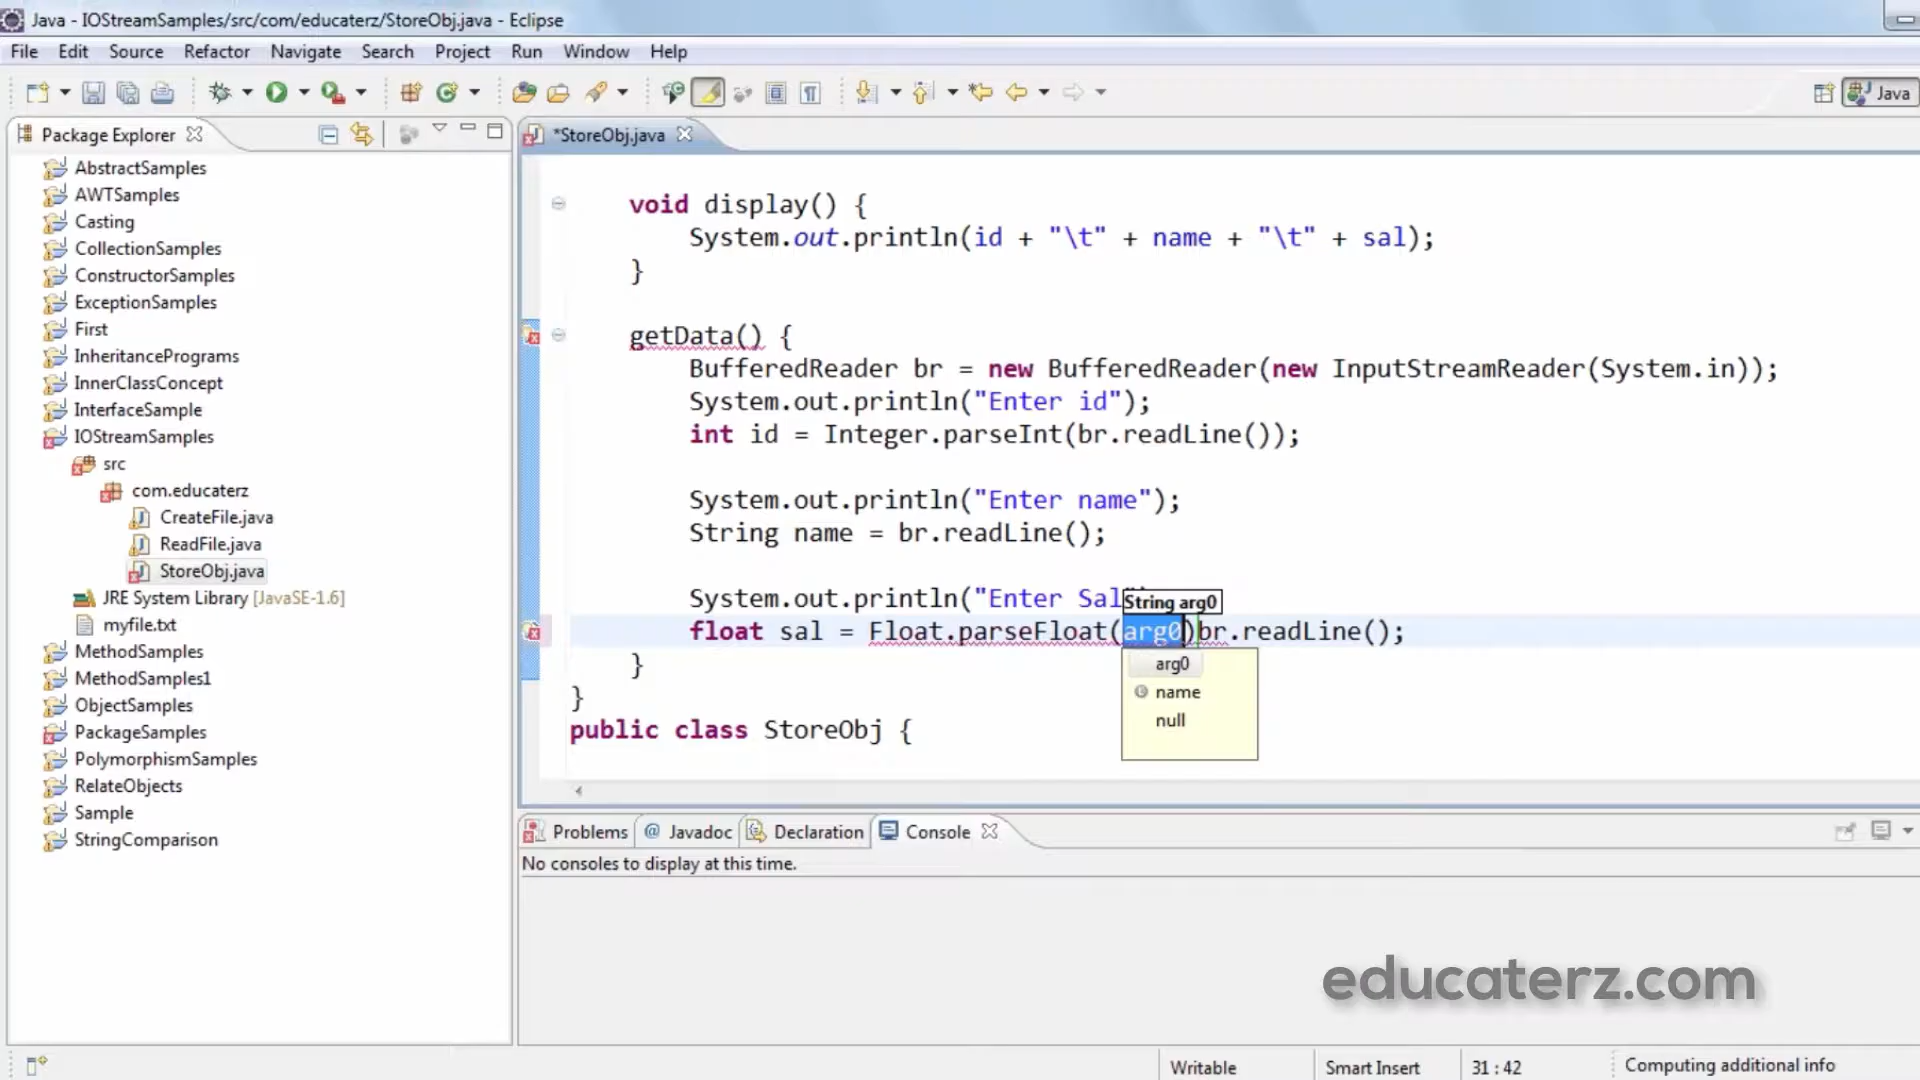 Java - IOStreamSamples/src/com/educaterz/StoreObj.java - Eclipse
File Edit Source Refactor Navigate Search Project Run Window Help
Java
Package Explorer
AbstractSamples
AWTSamples
Casting
CollectionSamples
ConstructorSamples
ExceptionSamples
First
InheritancePrograms
InnerClassConcept
InterfaceSample
IOStreamSamples
src
com.educaterz
CreateFile.java
ReadFile.java
StoreObj.java
JRE System Library [JavaSE-1.6]
myfile.txt
MethodSamples
MethodSamples1
ObjectSamples
PackageSamples
PolymorphismSamples
RelateObjects
Sample
StringComparison
*StoreObj.java
void display() {
System.out.println(id + "\t" + name + "\t" + sal);
}
getData() {
BufferedReader br = new BufferedReader(new InputStreamReader(System.in));
System.out.println("Enter id");
int id = Integer.parseInt(br.readLine());
System.out.println("Enter name");
String name = br.readLine();
System.out.println("Enter Sal
String arg0
float sal = Float.parseFloat(arg0)br.readLine();
arg0
name
null
}
}
public class StoreObj {
Problems @ Javadoc Declaration Console
No consoles to display at this time.
educaterz.com
Writable Smart Insert 31 : 42 Computing additional info